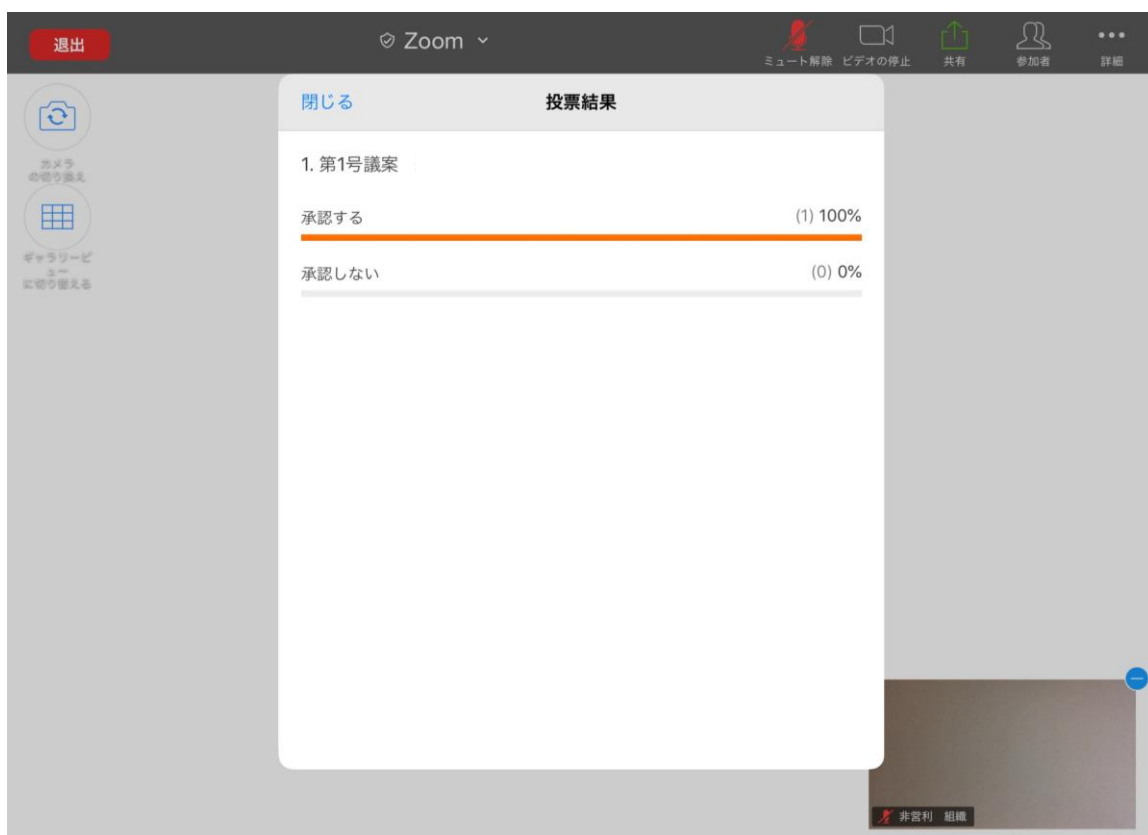 退出
Zoom
ミュート解除
ビデオの停止
共有
参加者
詳細
カメラ
の切り換え
ギャラリービ
ュー
に切り替える
閉じる
投票結果
1. 第1号議案
承認する (1) 100%
承認しない (0) 0%
非営利 組織